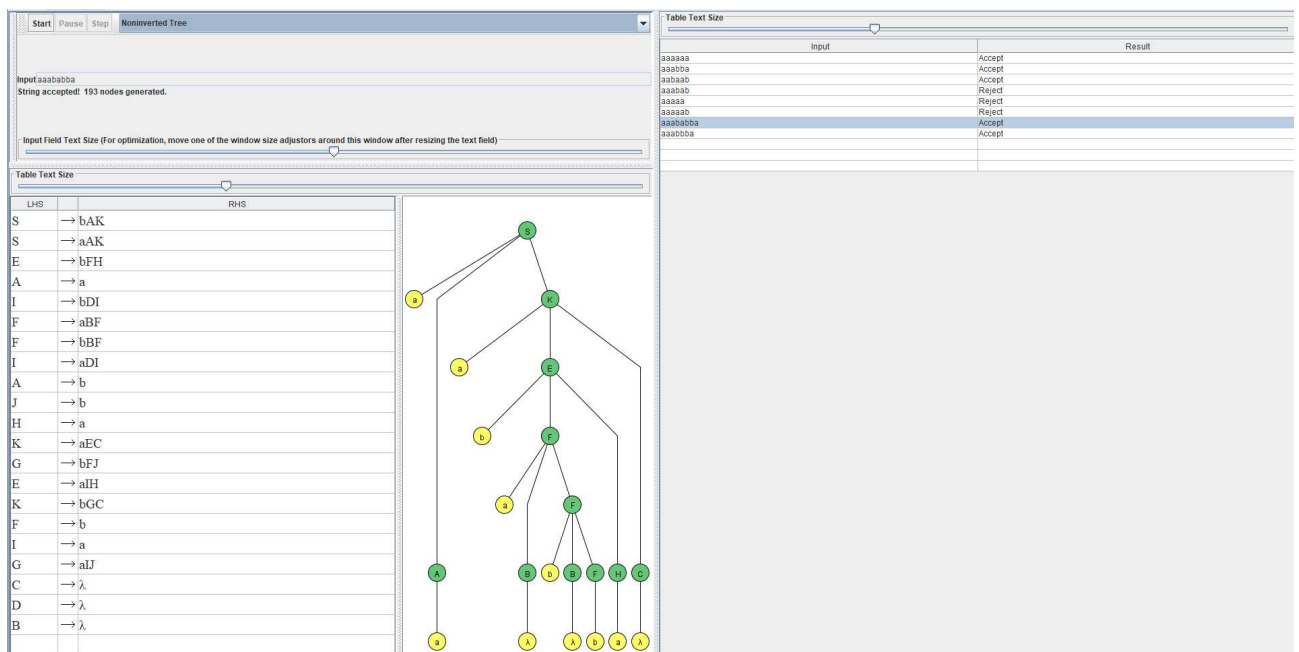 Start Pause Step Noninverted Tree
Input aaababba
String accepted! 193 nodes generated.
Input Field Text Size (For optimization, move one of the window size adjustors around this window after resizing the text field)
Table Text Size
LHS RHS
S → bAK
S → aAK
E → bFH
A → a
I → bDI
F → aBF
F → bBF
I → aDI
A → b
J → b
H → a
K → aEC
G → bFJ
E → aIH
K → bGC
F → b
I → a
G → aIJ
C → λ
D → λ
B → λ
S
a K
a E
b F
a F
A B b B F H C
a λ λ b a λ
Table Text Size
Input Result
aaaaaa Accept
aaabba Accept
aabaab Accept
aaabab Reject
aaaaa Reject
aaaaab Reject
aaababba Accept
aaabbba Accept